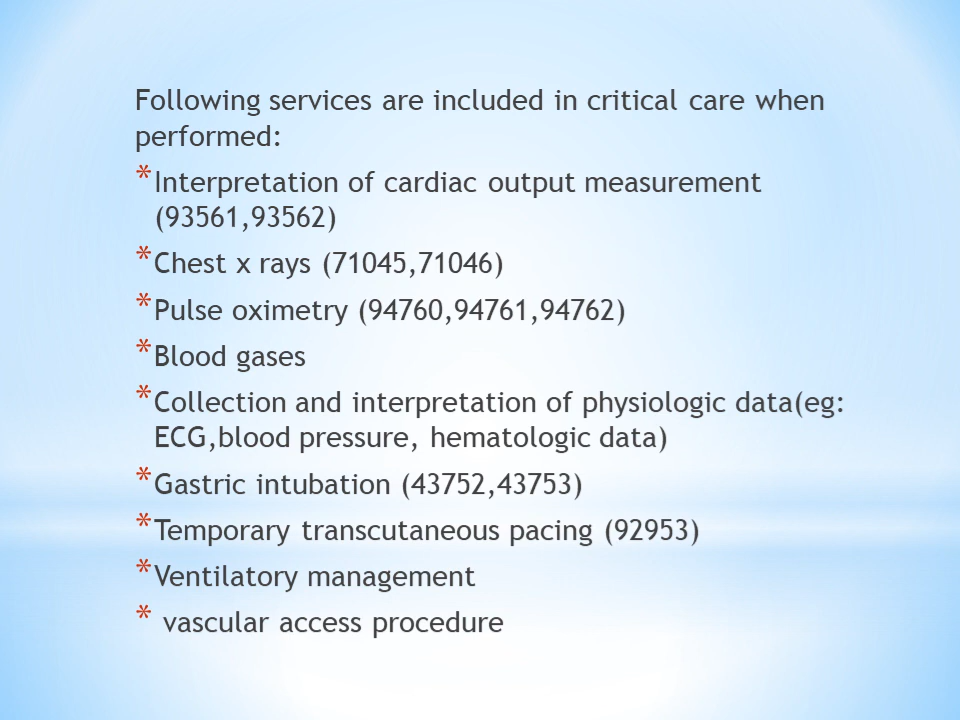 Following services are included in critical care when
performed:
*Interpretation of cardiac output measurement
(93561,93562)
*Chest x rays (71045,71046)
*Pulse oximetry (94760,94761,94762)
*Blood gases
*Collection and interpretation of physiologic data(eg:
ECG,blood pressure, hematologic data)
*Gastric intubation (43752,43753)
*Temporary transcutaneous pacing (92953)
*Ventilatory management
* vascular access procedure